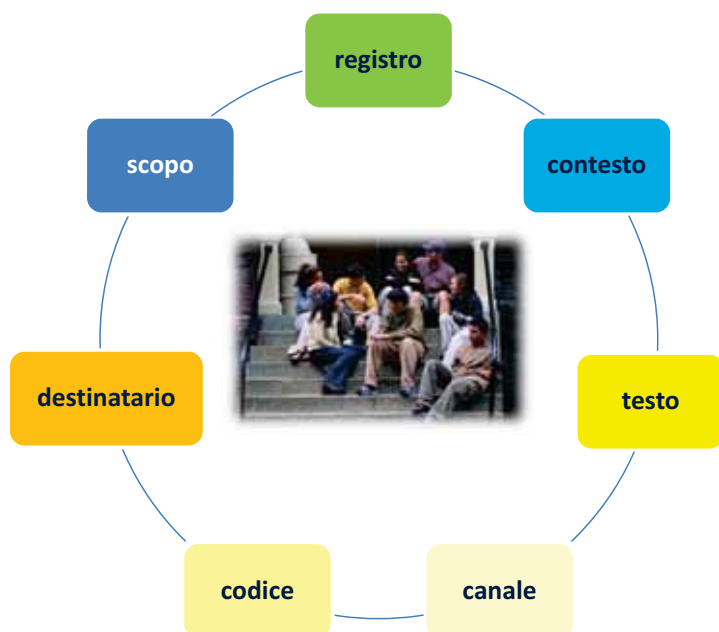 registro
contesto
scopo
testo
destinatario
canale
codice